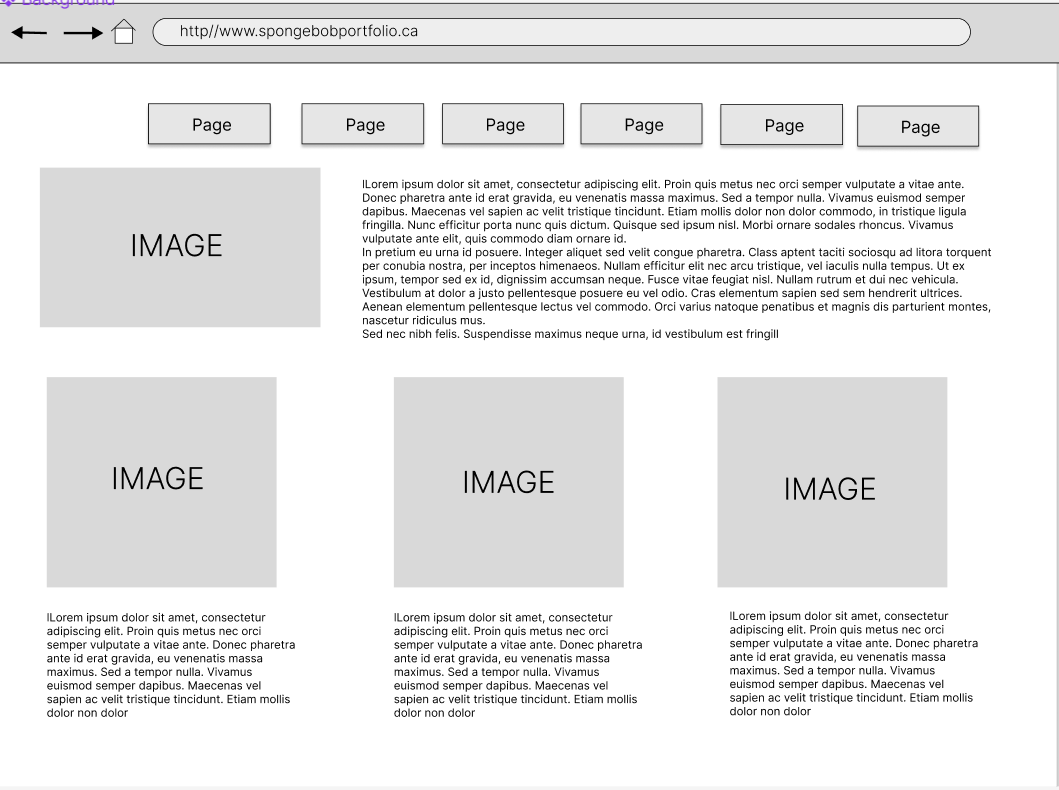 Background
http//www.spongebobportfolio.ca
Page Page Page Page Page Page
IMAGE
lLorem ipsum dolor sit amet, consectetur adipiscing elit. Proin quis metus nec orci semper vulputate a vitae ante.
Donec pharetra ante id erat gravida, eu venenatis massa maximus. Sed a tempor nulla. Vivamus euismod semper
dapibus. Maecenas vel sapien ac velit tristique tincidunt. Etiam mollis dolor non dolor commodo, in tristique ligula
fringilla. Nunc efficitur porta nunc quis dictum. Quisque sed ipsum nisl. Morbi ornare sodales rhoncus. Vivamus
vulputate ante elit, quis commodo diam ornare id.
In pretium eu urna id posuere. Integer aliquet sed velit congue pharetra. Class aptent taciti sociosqu ad litora torquent
per conubia nostra, per inceptos himenaeos. Nullam efficitur elit nec arcu tristique, vel iaculis nulla tempus. Ut ex
ipsum, tempor sed ex id, dignissim accumsan neque. Fusce vitae feugiat nisl. Nullam rutrum et dui nec vehicula.
Vestibulum at dolor a justo pellentesque posuere eu vel odio. Cras elementum sapien sed sem hendrerit ultrices.
Aenean elementum pellentesque lectus vel commodo. Orci varius natoque penatibus et magnis dis parturient montes,
nascetur ridiculus mus.
Sed nec nibh felis. Suspendisse maximus neque urna, id vestibulum est fringill
IMAGE
lLorem ipsum dolor sit amet, consectetur
adipiscing elit. Proin quis metus nec orci
semper vulputate a vitae ante. Donec pharetra
ante id erat gravida, eu venenatis massa
maximus. Sed a tempor nulla. Vivamus
euismod semper dapibus. Maecenas vel
sapien ac velit tristique tincidunt. Etiam mollis
dolor non dolor
IMAGE
lLorem ipsum dolor sit amet, consectetur
adipiscing elit. Proin quis metus nec orci
semper vulputate a vitae ante. Donec pharetra
ante id erat gravida, eu venenatis massa
maximus. Sed a tempor nulla. Vivamus
euismod semper dapibus. Maecenas vel
sapien ac velit tristique tincidunt. Etiam mollis
dolor non dolor
IMAGE
lLorem ipsum dolor sit amet, consectetur
adipiscing elit. Proin quis metus nec orci
semper vulputate a vitae ante. Donec pharetra
ante id erat gravida, eu venenatis massa
maximus. Sed a tempor nulla. Vivamus
euismod semper dapibus. Maecenas vel
sapien ac velit tristique tincidunt. Etiam mollis
dolor non dolor